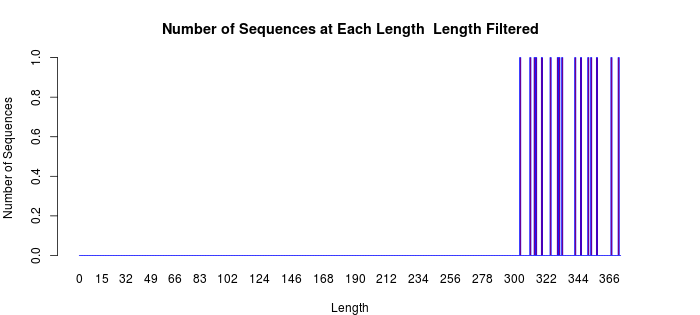 Number of Sequences at Each Length  Length Filtered
Number of Sequences
1.0
0.8
0.6
0.4
0.2
0.0
0 15 32 49 66 83 102 124 146 168 190 212 234 256 278 300 322 344 366
Length